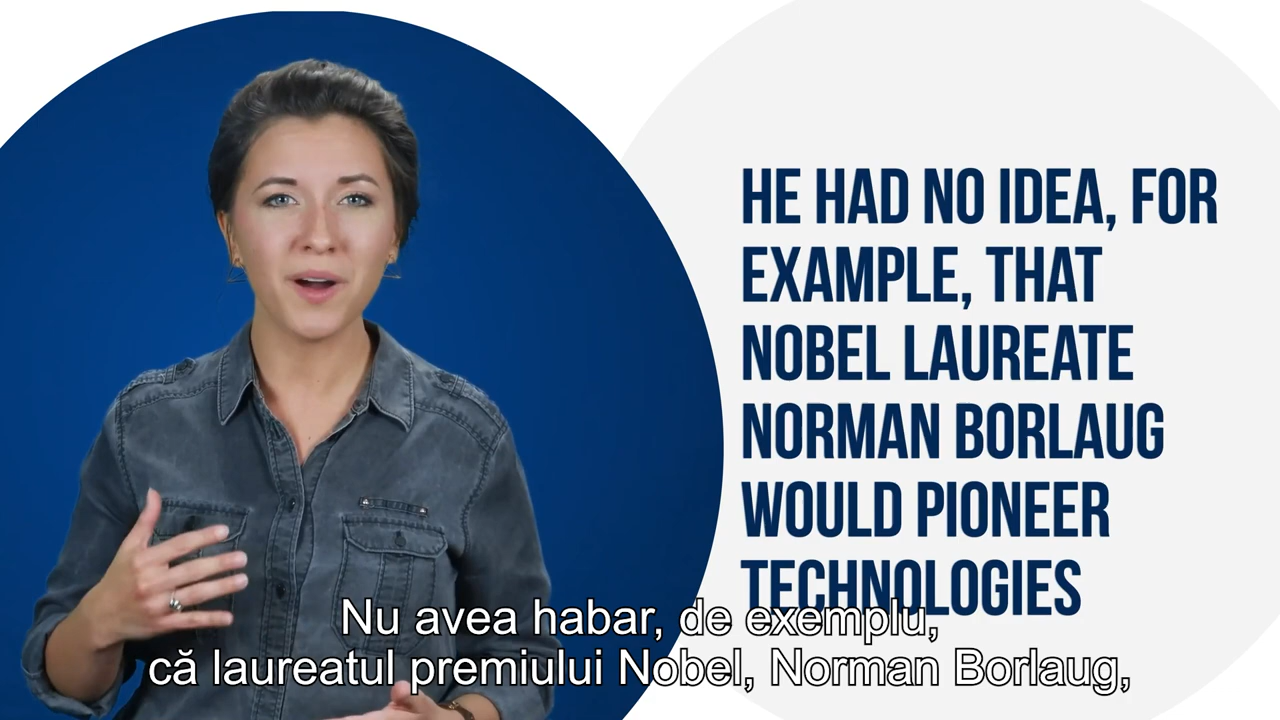 HE HAD NO IDEA, FOR
EXAMPLE, THAT
NOBEL LAUREATE
NORMAN BORLAUG
WOULD PIONEER
TECHNOLOGIES
Nu avea habar, de exemplu,
că laureatul premiului Nobel, Norman Borlaug,